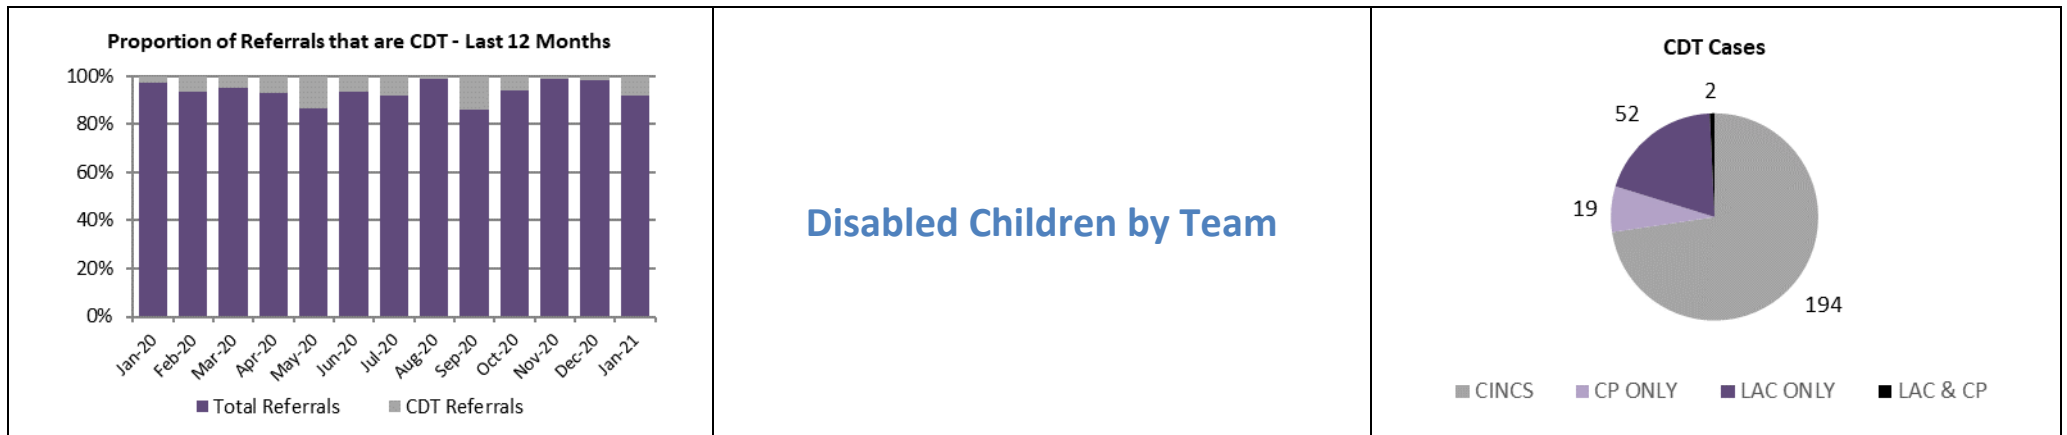 Proportion of Referrals that are CDT - Last 12 Months
100%
80%
60%
40%
20%
0%
Jan-20
Feb-20
Mar-20
Apr-20
May-20
Jun-20
Jul-20
Aug-20
Sep-20
Oct-20
Nov-20
Dec-20
Jan-21
Total Referrals
CDT Referrals
Disabled Children by Team
CDT Cases
2
52
19
194
CINCS
CP ONLY
LAC ONLY
LAC & CP